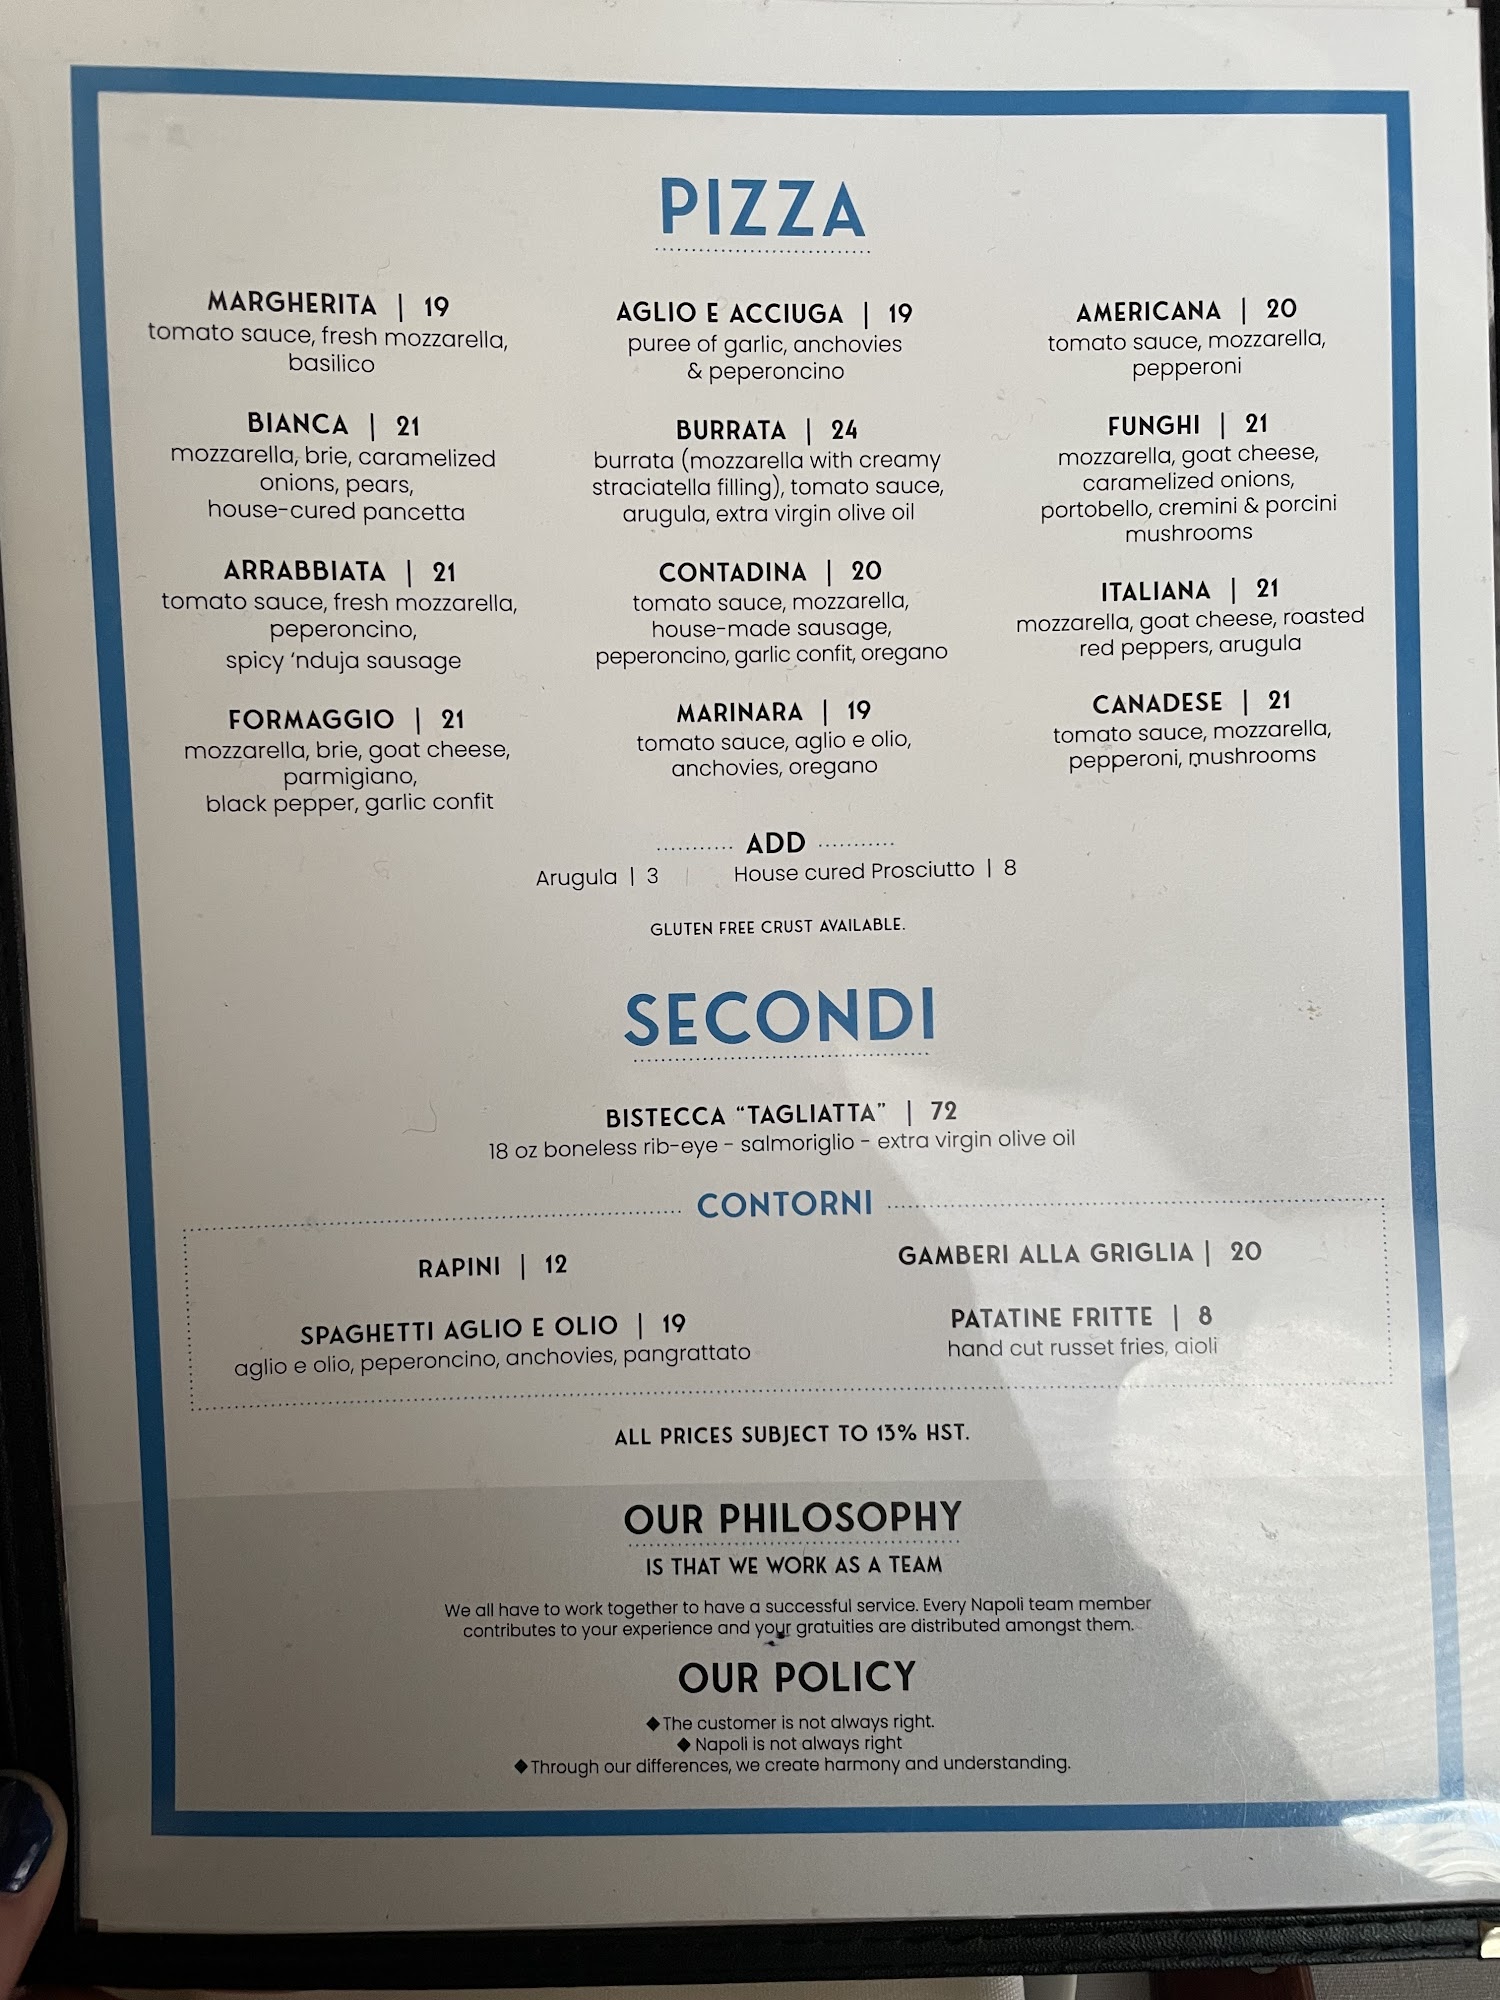 PIZZA
MARGHERITA | 19
tomato sauce, fresh mozzarella,
basilico
BIANCA | 21
mozzarella, brie, caramelized
onions, pears,
house-cured pancetta
ARRABBIATA | 21
tomato sauce, fresh mozzarella,
peperoncino,
spicy 'nduja sausage
FORMAGGIO | 21
mozzarella, brie, goat cheese,
parmigiano,
black pepper, garlic confit
AGLIO E ACCIUGA | 19
puree of garlic, anchovies
& peperoncino
BURRATA | 24
burrata (mozzarella with creamy
straciatella filling), tomato sauce,
arugula, extra virgin olive oil
CONTADINA | 20
tomato sauce, mozzarella,
house-made sausage,
peperoncino, garlic confit, oregano
MARINARA | 19
tomato sauce, aglio e olio,
anchovies, oregano
AMERICANA | 20
tomato sauce, mozzarella,
pepperoni
FUNGHI | 21
mozzarella, goat cheese,
caramelized onions,
portobello, cremini & porcini
mushrooms
ITALIANA | 21
mozzarella, goat cheese, roasted
red peppers, arugula
CANADESE | 21
tomato sauce, mozzarella,
pepperoni, mushrooms
ADD
Arugula | 3 | House cured Prosciutto | 8
GLUTEN FREE CRUST AVAILABLE.
SECONDI
BISTECCA “TAGLIATTA” | 72
18 oz boneless rib-eye - salmoriglio - extra virgin olive oil
CONTORNI
RAPINI | 12
SPAGHETTI AGLIO E OLIO | 19
aglio e olio, peperoncino, anchovies, pangrattato
GAMBERI ALLA GRIGLIA | 20
PATATINE FRITTE | 8
hand cut russet fries, aioli
ALL PRICES SUBJECT TO 13% HST.
OUR PHILOSOPHY
IS THAT WE WORK AS A TEAM
We all have to work together to have a successful service. Every Napoli team member
contributes to your experience and your gratuities are distributed amongst them.
OUR POLICY
◆ The customer is not always right.
◆ Napoli is not always right
◆ Through our differences, we create harmony and understanding.